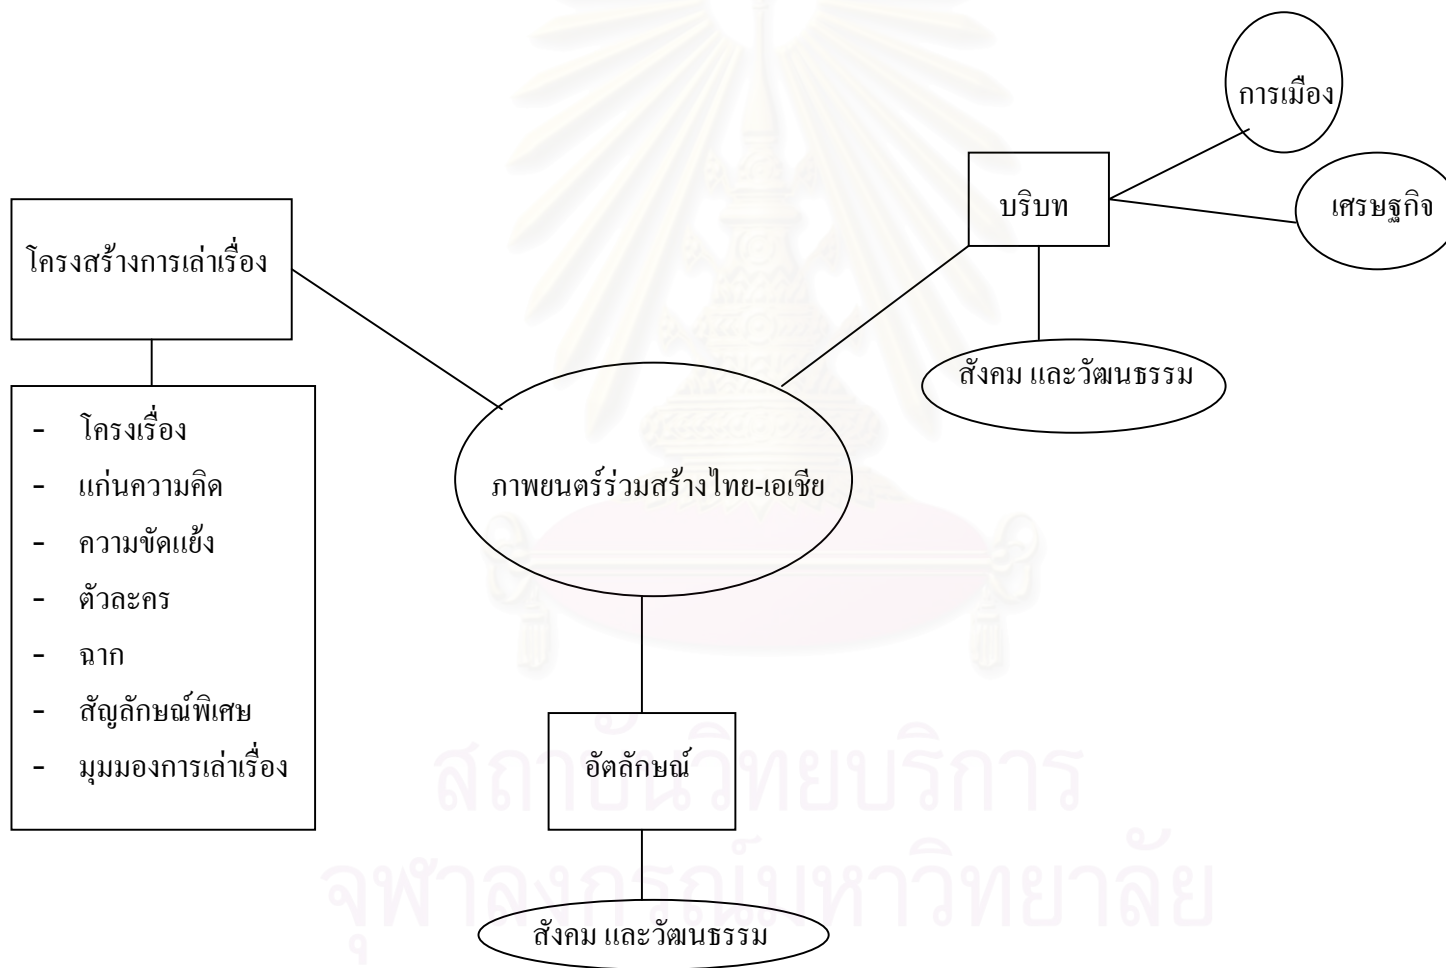 การเมือง
บริบท
เศรษฐกิจ
โครงสร้างการเล่าเรื่อง
สังคม และวัฒนธรรม
- โครงเรื่อง
- แก่นความคิด
- ความขัดแย้ง
- ตัวละคร
- ฉาก
- สัญลักษณ์พิเศษ
- มุมมองการเล่าเรื่อง
ภาพยนตร์ร่วมสร้างไทย-เอเชีย
อัตลักษณ์
สังคม และวัฒนธรรม
สถาบันวิทยบริการ
จุฬาลงกรณ์มหาวิทยาลัย